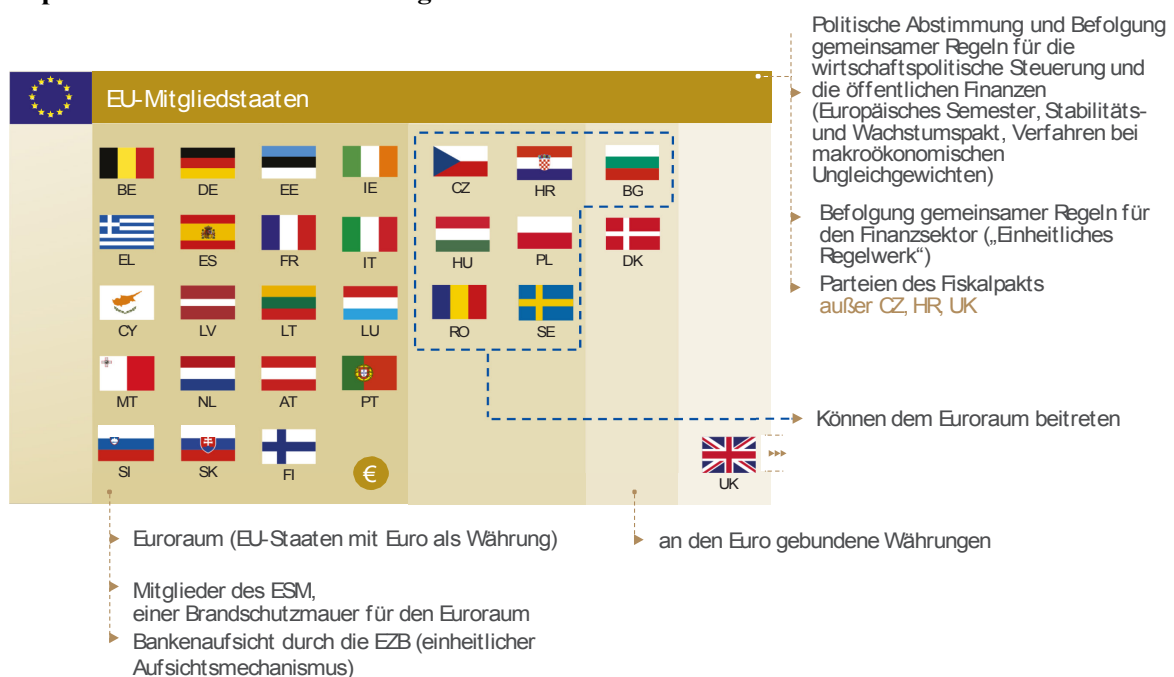 Politische Abstimmung und Befolgung
gemeinsamer Regeln für die
wirtschaftspolitische Steuerung und
die öffentlichen Finanzen
(Europäisches Semester, Stabilitäts-
und Wachstumspakt, Verfahren bei
makroökonomischen
Ungleichgewichten)
EU-Mitgliedstaaten
BE DE EE IE CZ HR BG
Befolgung gemeinsamer Regeln für
den Finanzsektor („Einheitliches
Regelwerk“)
EL ES FR IT HU PL DK
Parteien des Fiskalpakts
außer CZ, HR, UK
CY LV LT LU RO SE
MT NL AT PT
Können dem Euroraum beitreten
SI SK FI €
UK
Euroraum (EU-Staaten mit Euro als Währung)
an den Euro gebundene Währungen
Mitglieder des ESM,
einer Brandschutzmauer für den Euroraum
Bankenaufsicht durch die EZB (einheitlicher
Aufsichtsmechanismus)